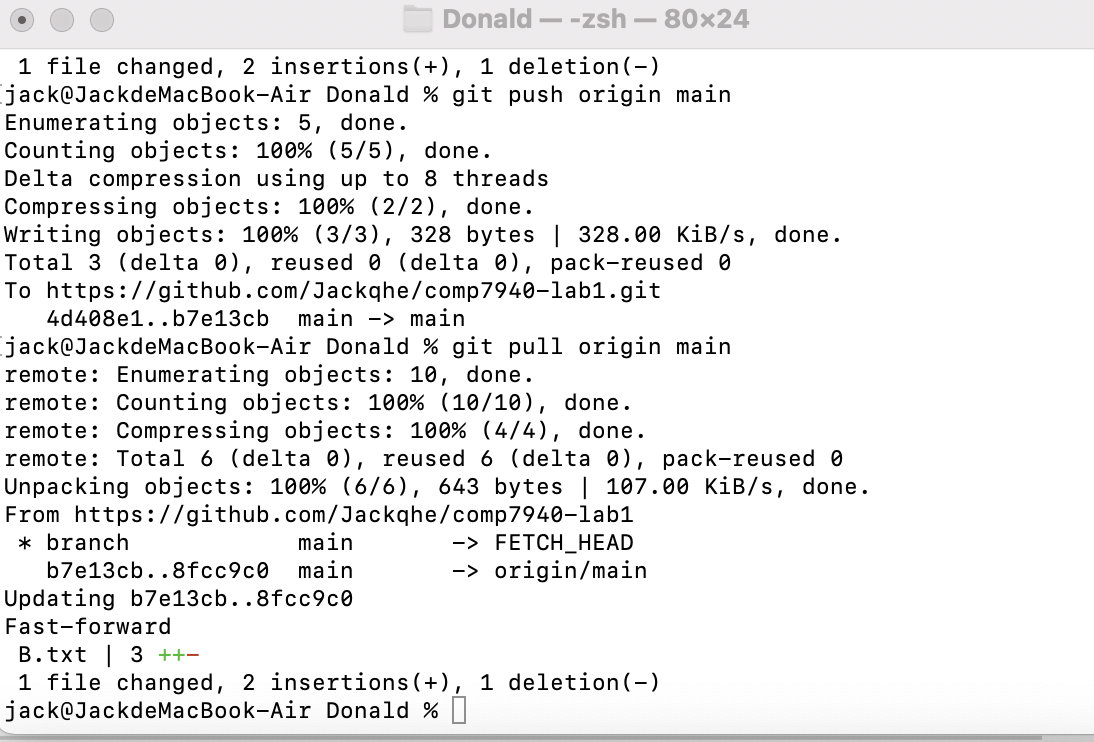 Donald — -zsh — 80×24
1 file changed, 2 insertions(+), 1 deletion(-)
jack@JackdeMacBook-Air Donald % git push origin main
Enumerating objects: 5, done.
Counting objects: 100% (5/5), done.
Delta compression using up to 8 threads
Compressing objects: 100% (2/2), done.
Writing objects: 100% (3/3), 328 bytes | 328.00 KiB/s, done.
Total 3 (delta 0), reused 0 (delta 0), pack-reused 0
To https://github.com/Jackqhe/comp7940-lab1.git
   4d408e1..b7e13cb  main -> main
jack@JackdeMacBook-Air Donald % git pull origin main
remote: Enumerating objects: 10, done.
remote: Counting objects: 100% (10/10), done.
remote: Compressing objects: 100% (4/4), done.
remote: Total 6 (delta 0), reused 6 (delta 0), pack-reused 0
Unpacking objects: 100% (6/6), 643 bytes | 107.00 KiB/s, done.
From https://github.com/Jackqhe/comp7940-lab1
 * branch            main       -> FETCH_HEAD
   b7e13cb..8fcc9c0  main       -> origin/main
Updating b7e13cb..8fcc9c0
Fast-forward
 B.txt | 3 ++-
 1 file changed, 2 insertions(+), 1 deletion(-)
jack@JackdeMacBook-Air Donald %